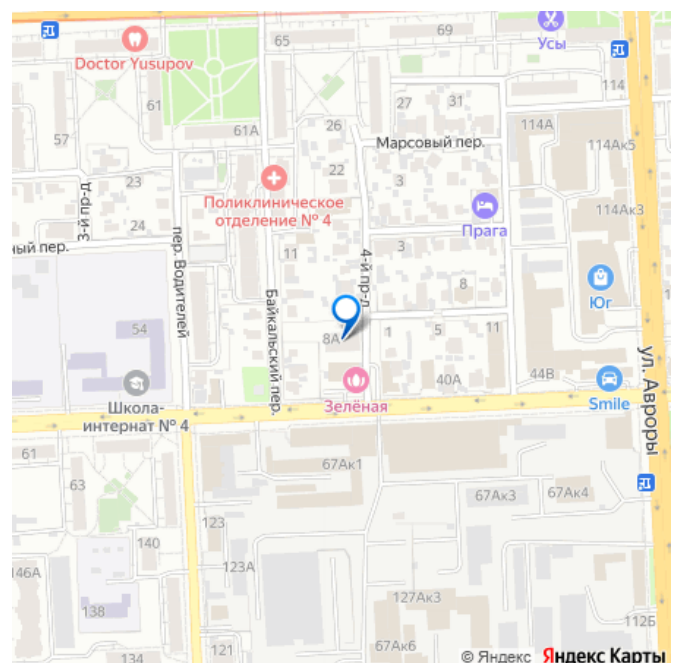 65
69
Усы
Doctor Yusupov
114
61
27
31
57
61А
26
114А
Марсовый пер.
114Ак5
22
3
23
Поликлиническое
отделение № 4
3-й пр-д
114Ак3
24
Прага
пер. Водителей
ный пер.
11
4-й пр-д
3
Юг
8
Байкальский пер.
54
8А
1
5
11
ул. Авроры
44В
40А
Школа-
интернат № 4
Зелёная
Smile
61
67Ак1
63
67Ак3
67Ак4
123
140
146А
123А
138
127Ак3
112Б
121
67Ак6
134
© Яндекс Яндекс Карты